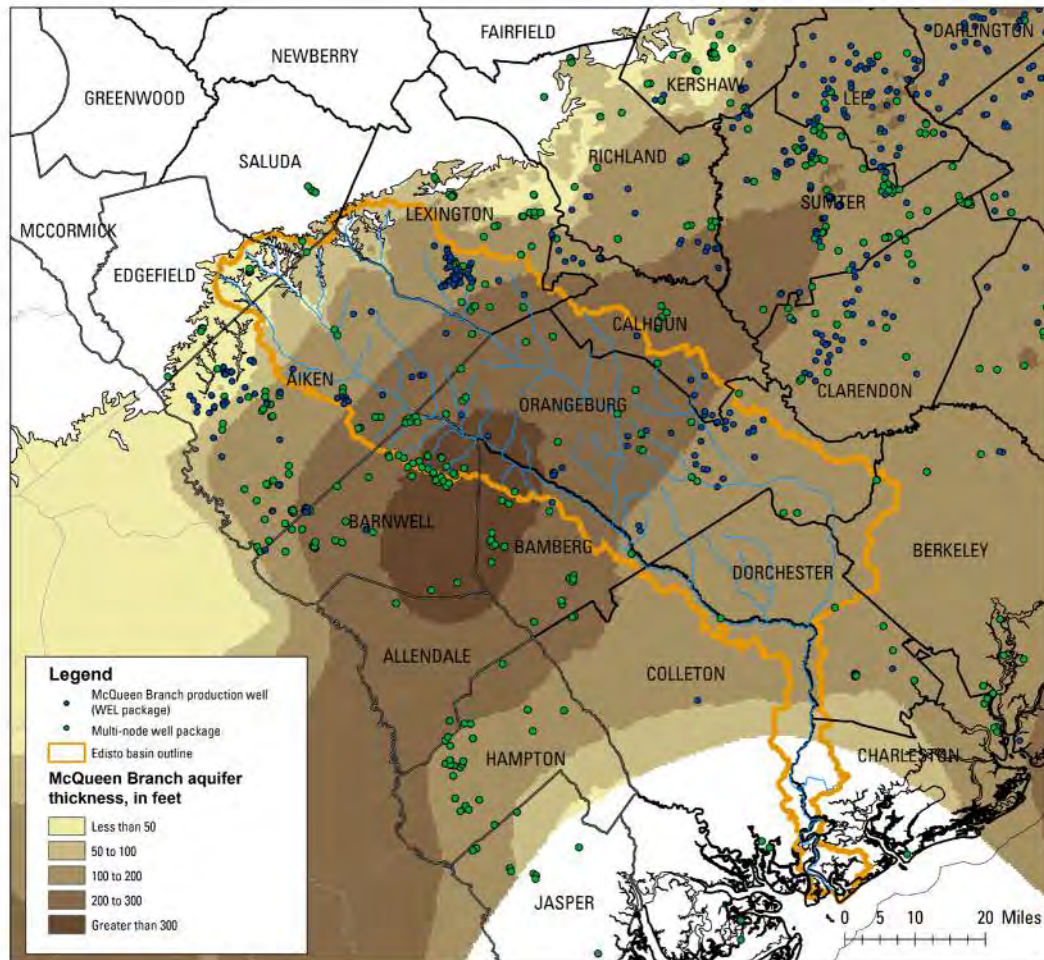 FAIRFIELD
DARLINGTON
NEWBERRY
KERSHAW
GREENWOOD
LEE
RICHLAND
SALUDA
SUMTER
LEXINGTON
MCCORMICK
EDGEFIELD
CALHOUN
AIKEN
CLARENDON
ORANGEBURG
BARNWELL
BAMBERG
BERKELEY
DORCHESTER
ALLENDALE
COLLETON
HAMPTON
CHARLESTON
JASPER
Legend
McQueen Branch production well
(WEL package)
Multi-node well package
Edisto basin outline
McQueen Branch aquifer
thickness, in feet
Less than 50
50 to 100
100 to 200
200 to 300
Greater than 300
0 5 10 20 Miles